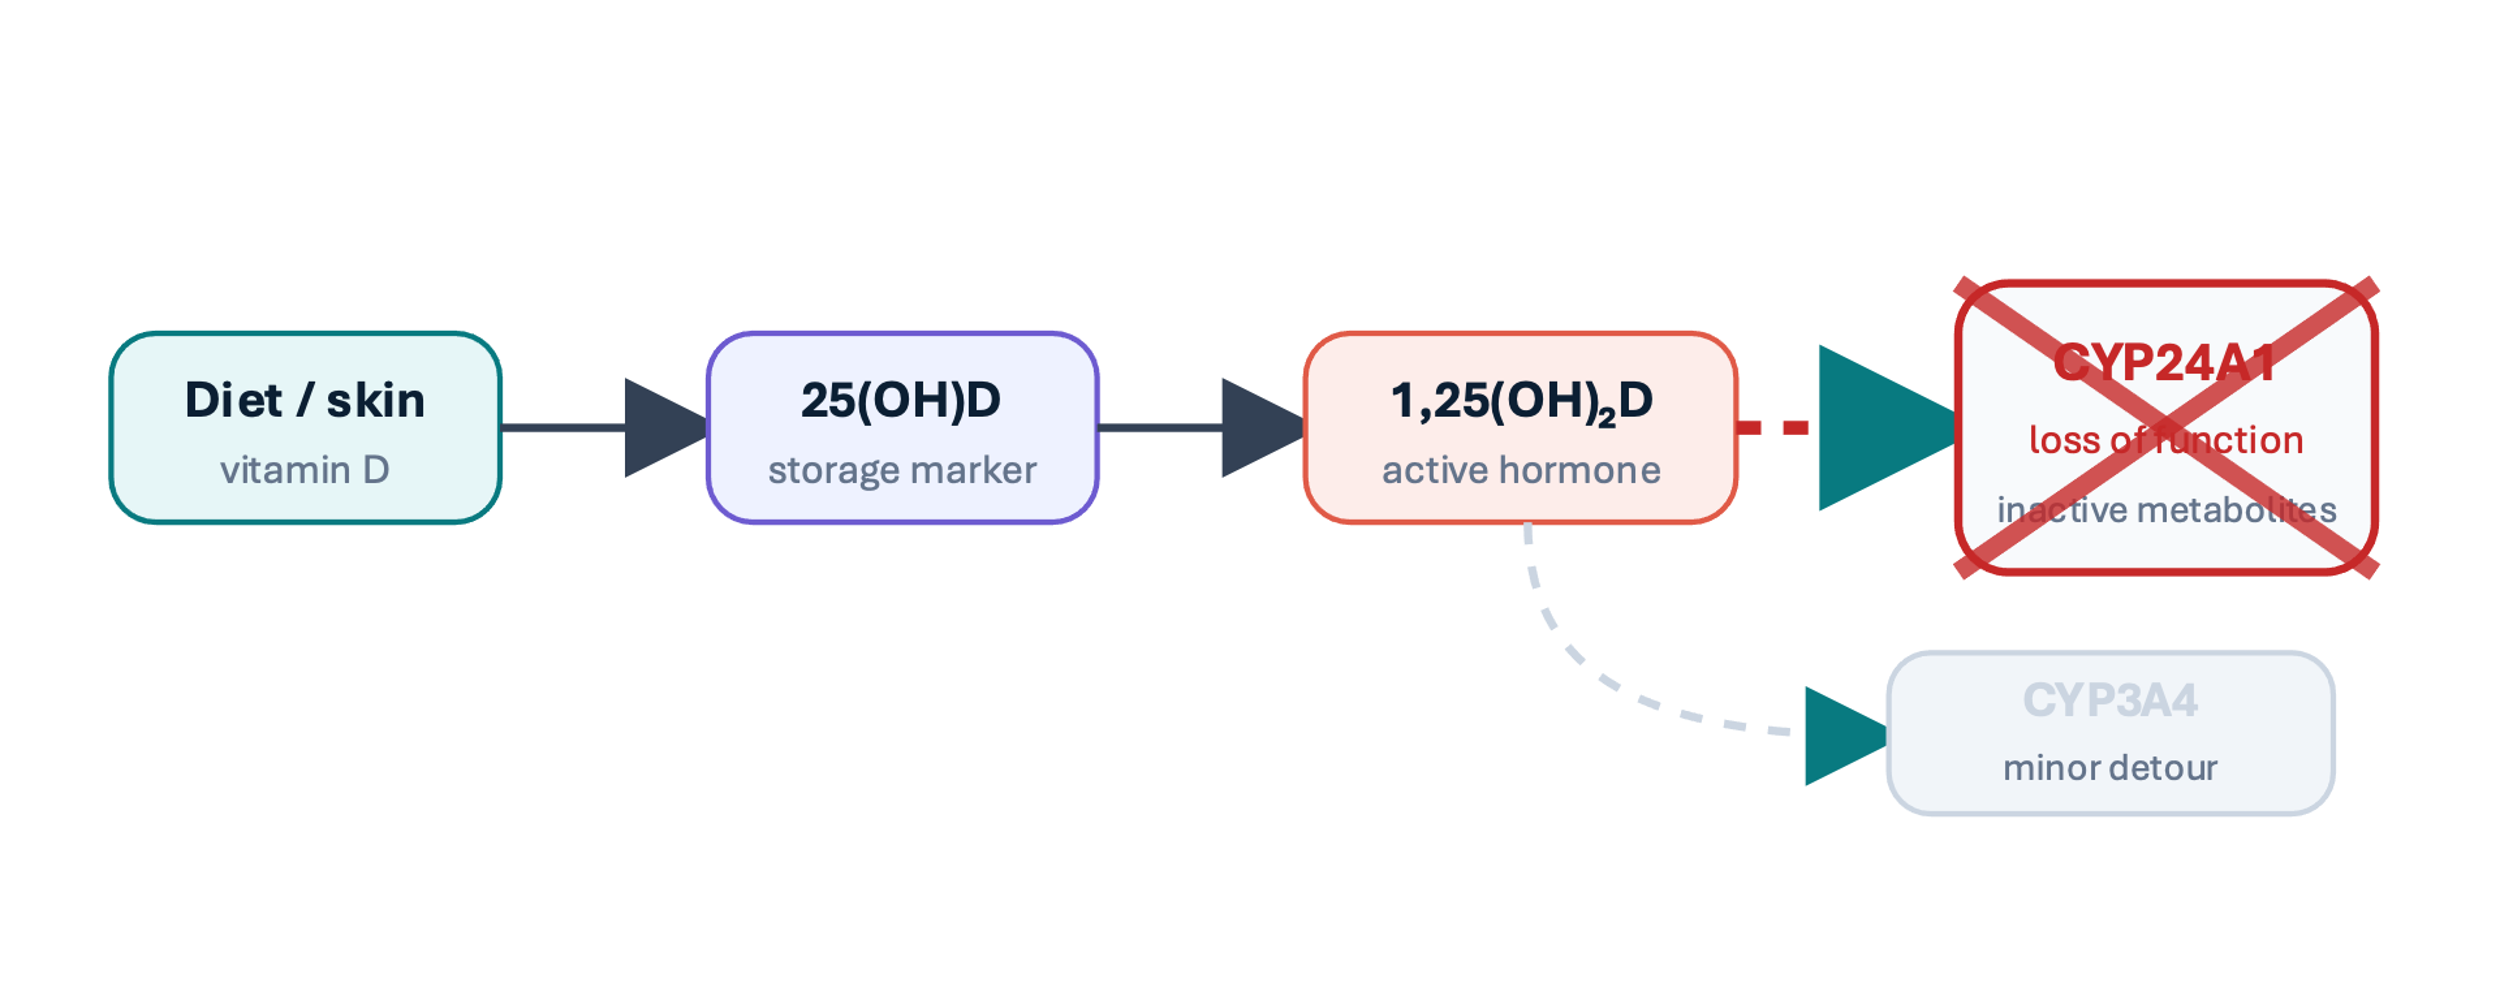 Diet / skin
vitamin D
25(OH)D
storage marker
1,25(OH)₂D
active hormone
CYP24A1
loss of function
inactive metabolites
CYP3A4
minor detour